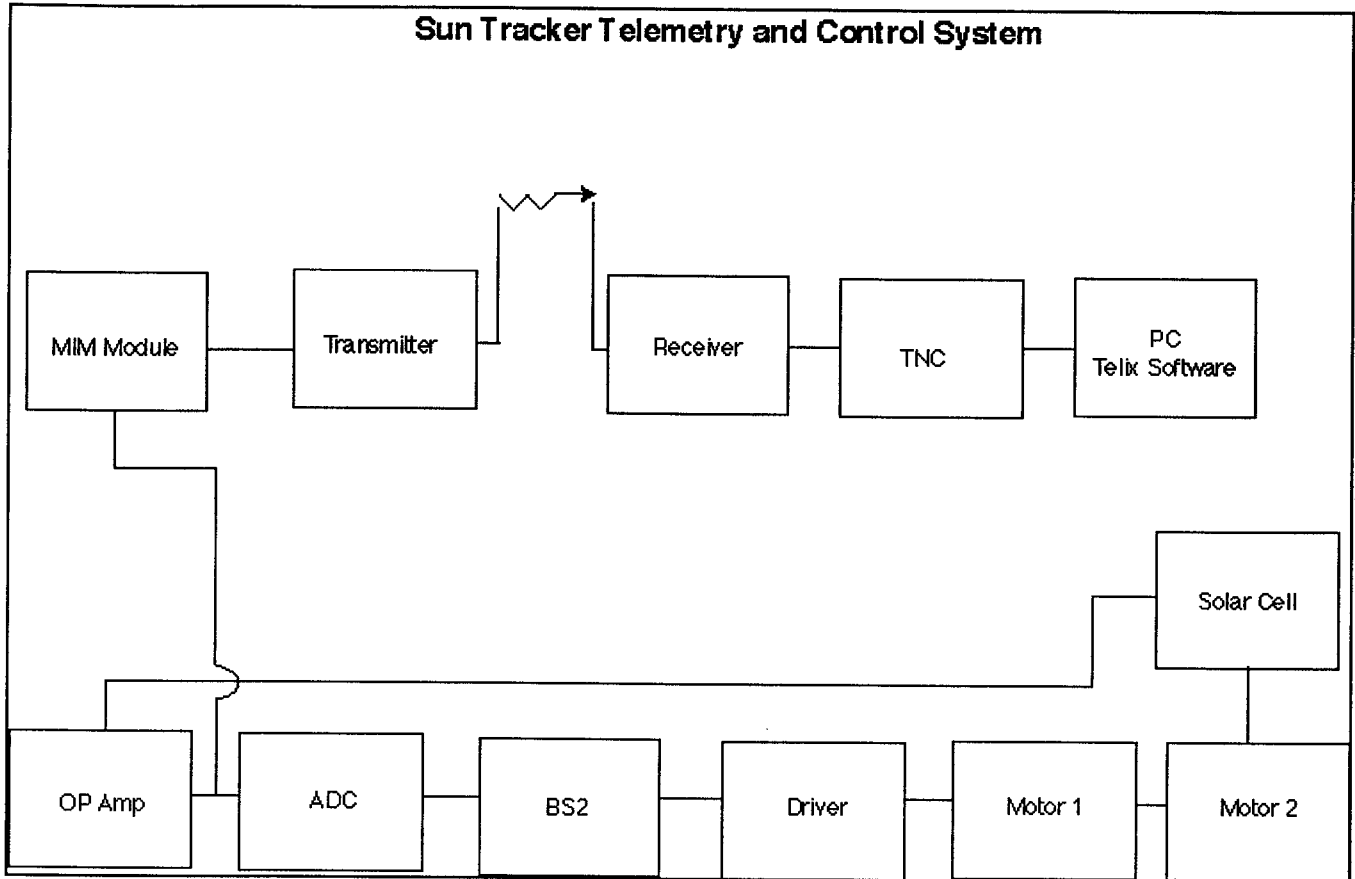 Sun Tracker Telemetry and Control System
MIM Module
Transmitter
Receiver
TNC
PC
Telix Software
Solar Cell
OP Amp
ADC
BS2
Driver
Motor 1
Motor 2